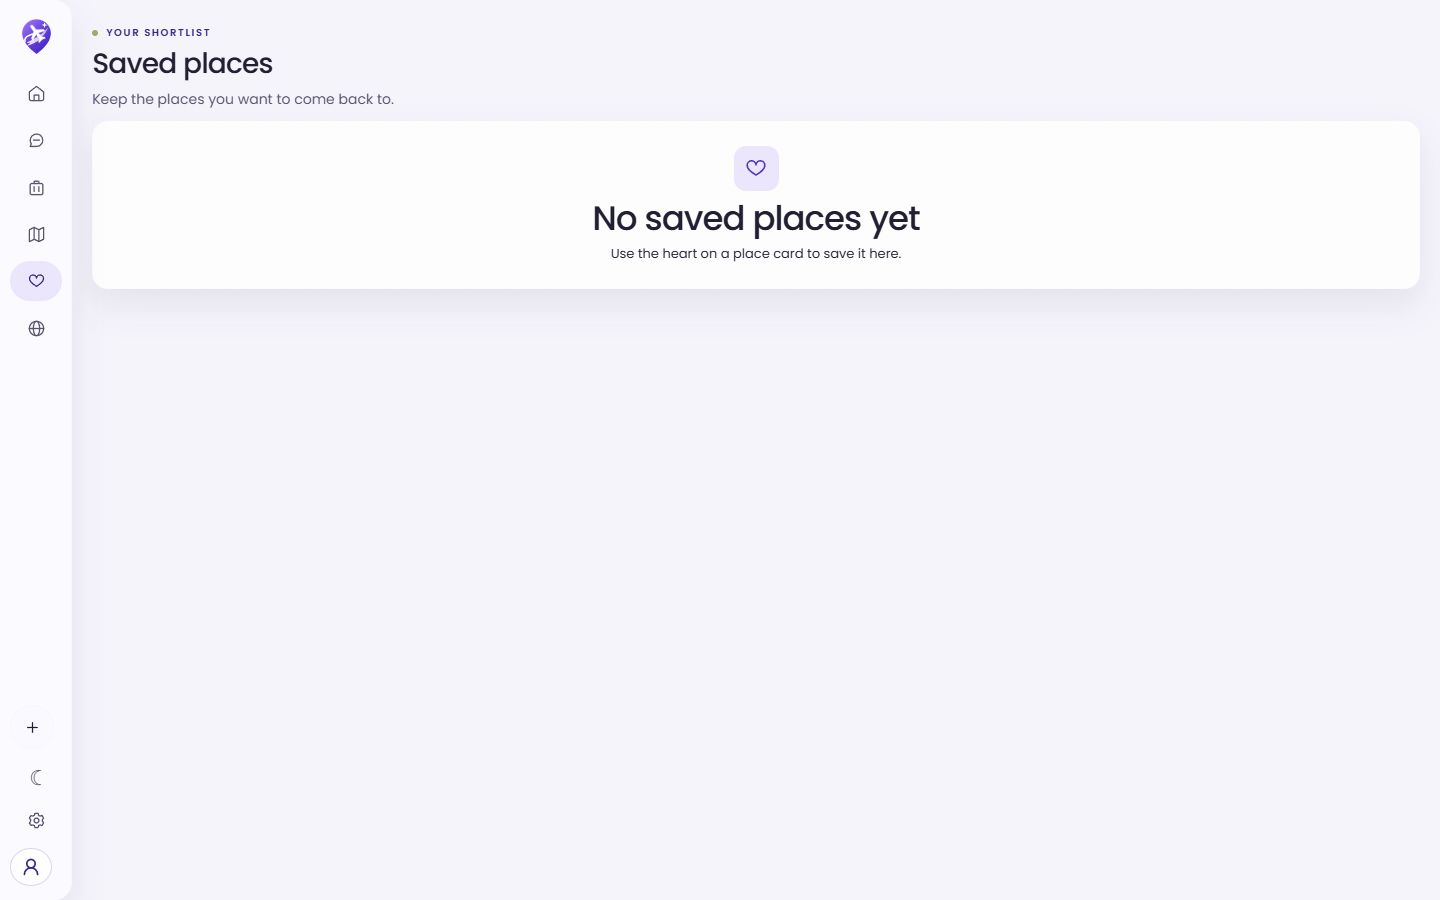 YOUR SHORTLIST
Saved places
Keep the places you want to come back to.
No saved places yet
Use the heart on a place card to save it here.